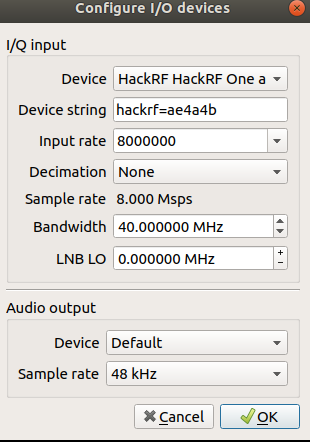 Configure I/O devices
I/Q input
Device HackRF HackRF One a
Device string hackrf=ae4a4b
Input rate 8000000
Decimation None
Sample rate 8.000 Msps
Bandwidth 40.000000 MHz
LNB LO 0.000000 MHz
Audio output
Device Default
Sample rate 48 kHz
Cancel OK